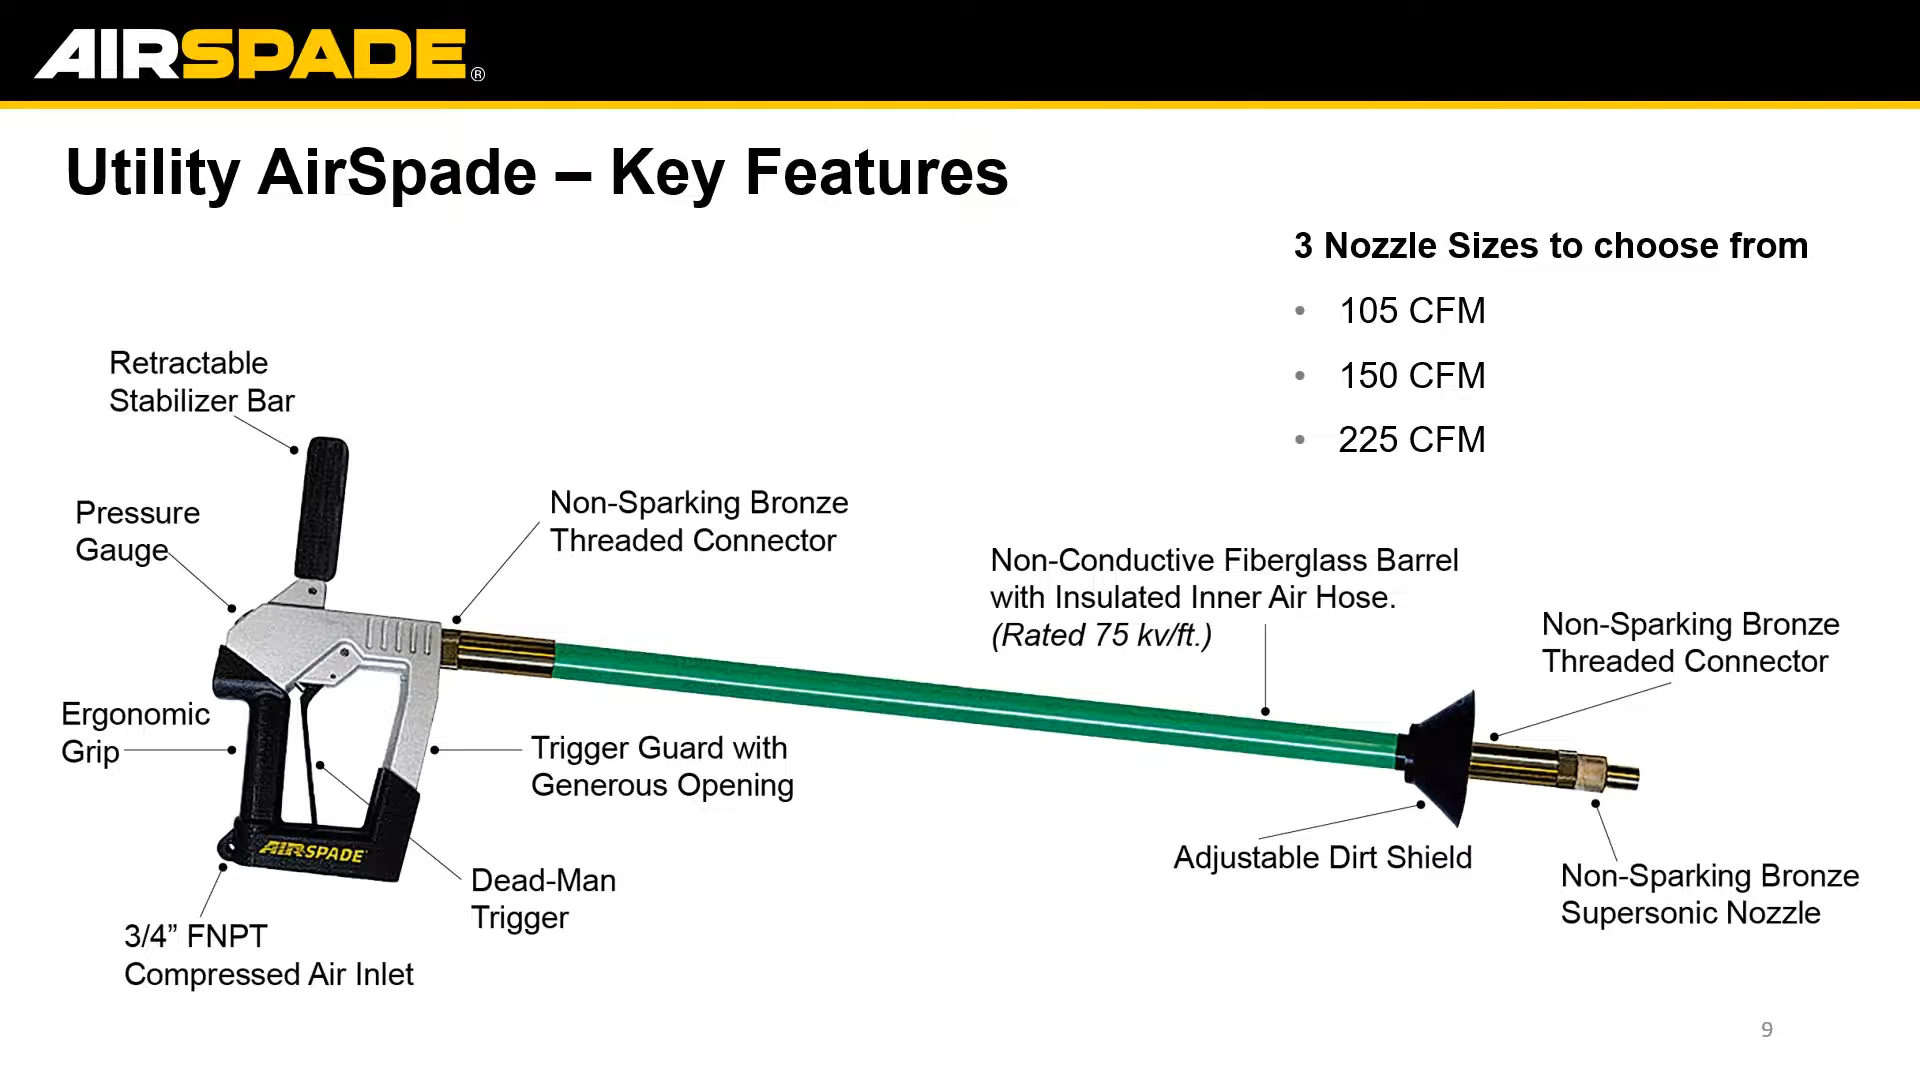 AIRSPADE®
Utility AirSpade – Key Features
3 Nozzle Sizes to choose from
• 105 CFM
• 150 CFM
• 225 CFM
Retractable
Stabilizer Bar
Pressure
Gauge
Non-Sparking Bronze
Threaded Connector
Non-Conductive Fiberglass Barrel
with Insulated Inner Air Hose.
(Rated 75 kv/ft.)
Non-Sparking Bronze
Threaded Connector
Ergonomic
Grip
Trigger Guard with
Generous Opening
AIRSPADE
Dead-Man
Trigger
Adjustable Dirt Shield
Non-Sparking Bronze
Supersonic Nozzle
3/4” FNPT
Compressed Air Inlet
9